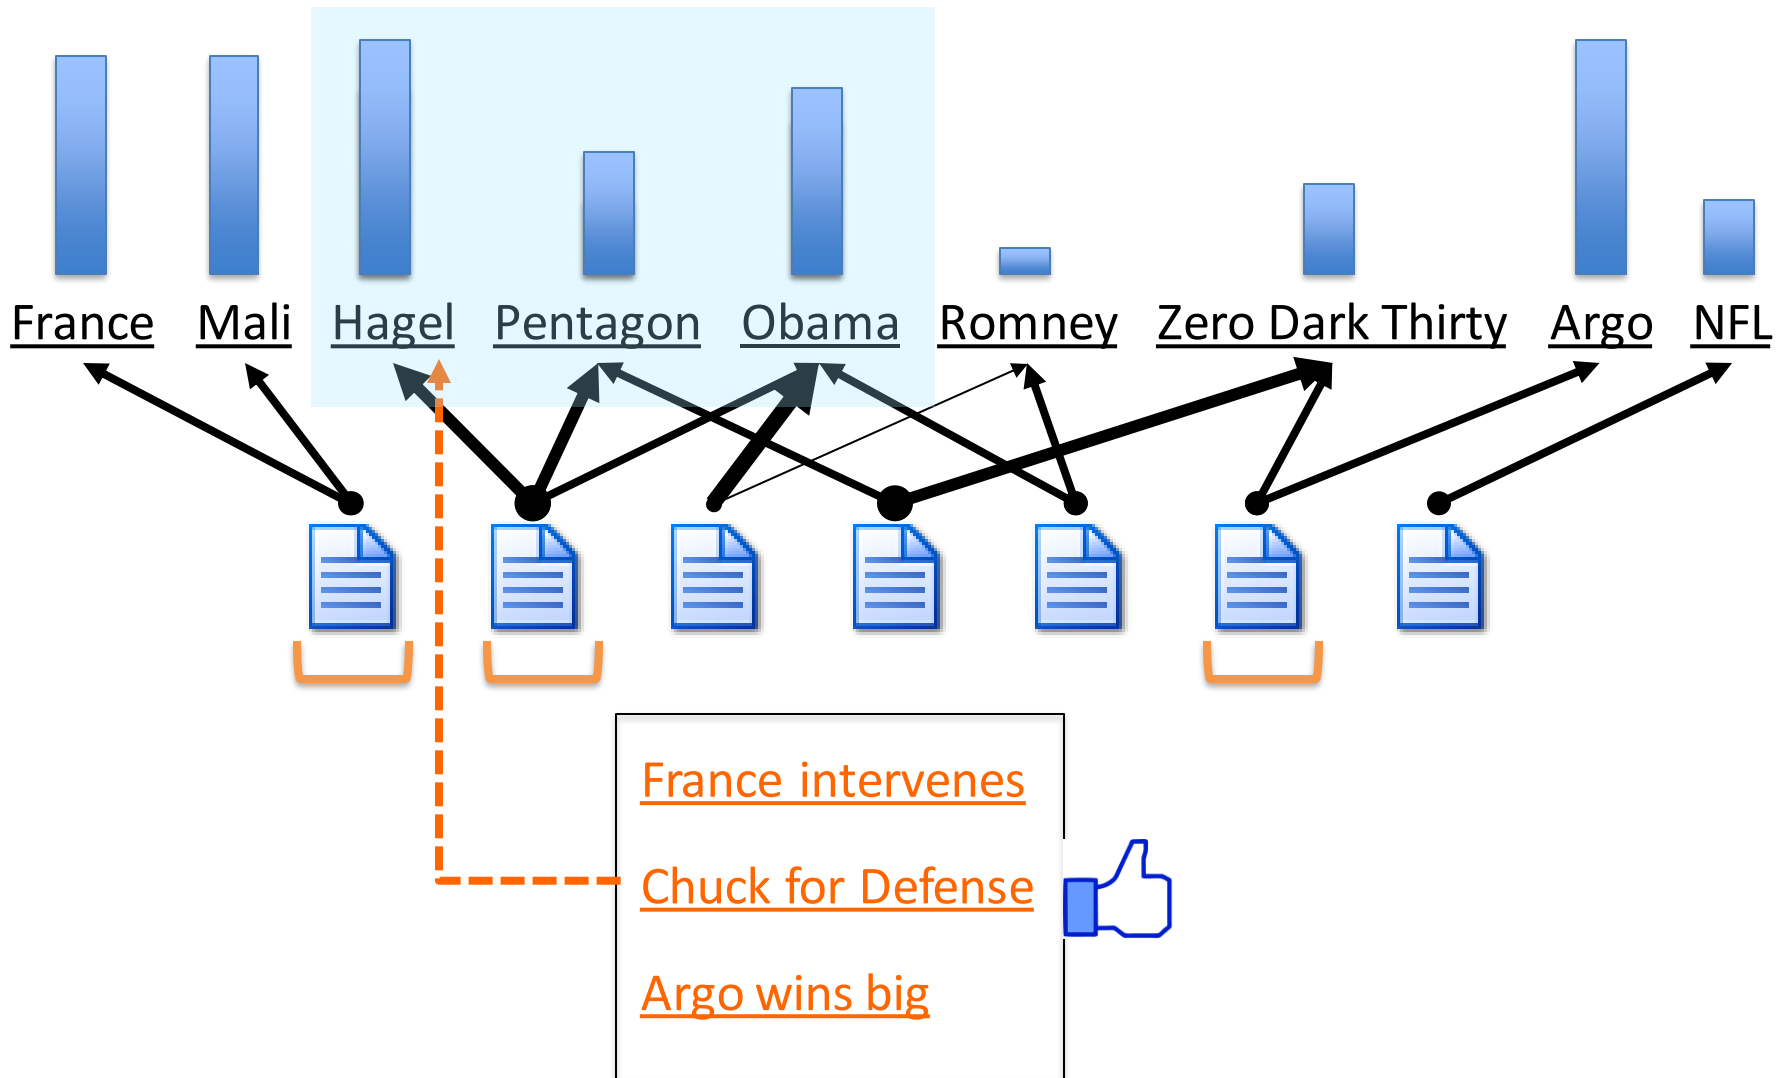 France Mali Hagel Pentagon Obama Romney Zero Dark Thirty Argo NFL
France intervenes
Chuck for Defense
Argo wins big